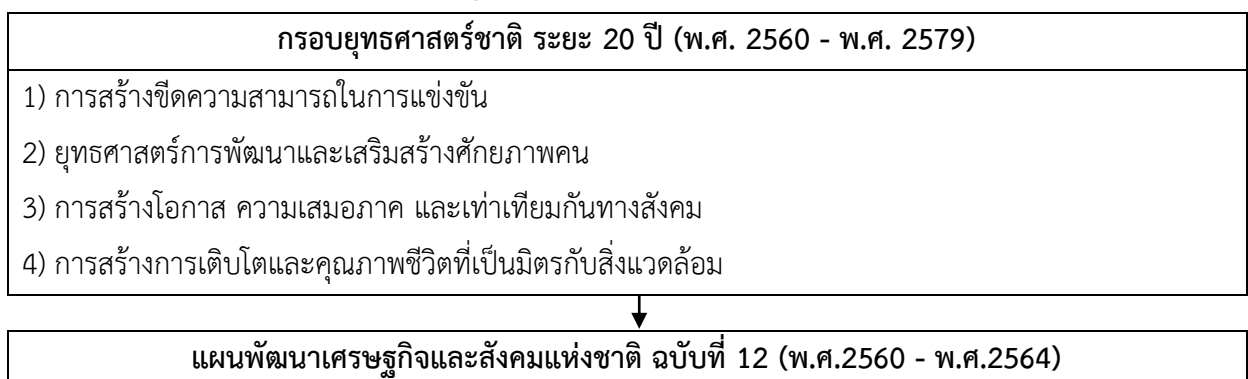 กรอบยุทธศาสตร์ชาติ ระยะ 20 ปี (พ.ศ. 2560 - พ.ศ. 2579)
1) การสร้างขีดความสามารถในการแข่งขัน
2) ยุทธศาสตร์การพัฒนาและเสริมสร้างศักยภาพคน
3) การสร้างโอกาส ความเสมอภาค และเท่าเทียมกันทางสังคม
4) การสร้างการเติบโตและคุณภาพชีวิตที่เป็นมิตรกับสิ่งแวดล้อม
แผนพัฒนาเศรษฐกิจและสังคมแห่งชาติ ฉบับที่ 12 (พ.ศ.2560 - พ.ศ.2564)